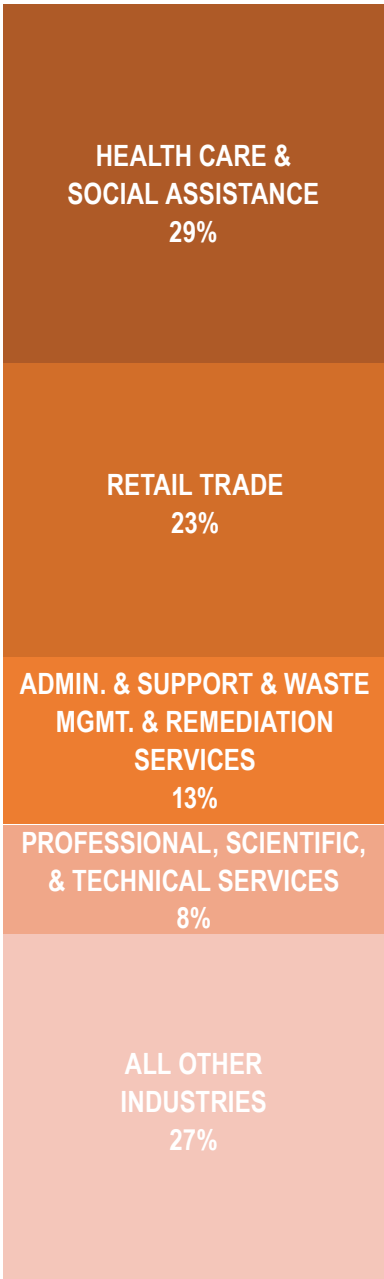 HEALTH CARE &
SOCIAL ASSISTANCE
29%
RETAIL TRADE
23%
ADMIN. & SUPPORT & WASTE
MGMT. & REMEDIATION
SERVICES
13%
PROFESSIONAL, SCIENTIFIC,
& TECHNICAL SERVICES
8%
ALL OTHER
INDUSTRIES
27%